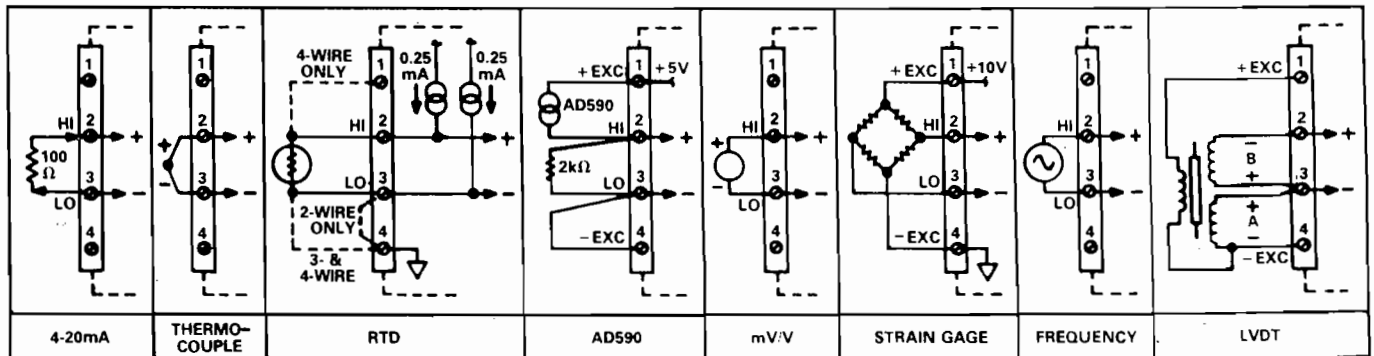 1
HI 2 +
100
Ω
3 -
LO
4
4-20mA
1
2 +
+
-
3 -
4
THERMO-
COUPLE
4-WIRE
ONLY
0.25
mA
0.25
mA
1
HI 2 +
LO 3 -
2-WIRE
ONLY
4
3- &
4-WIRE
RTD
+EXC 1 +5V
AD590
HI 2 +
2kΩ
LO 3 -
-EXC 4
AD590
1
HI 2 +
+
-
3 -
LO
4
mV/V
+EXC 1 +10V
HI 2 +
LO 3 -
-EXC 4
STRAIN GAGE
1
HI 2 +
3 -
LO
4
FREQUENCY
+EXC 1
2 +
-
B
+
3 -
+
A
-
4
-EXC
LVDT